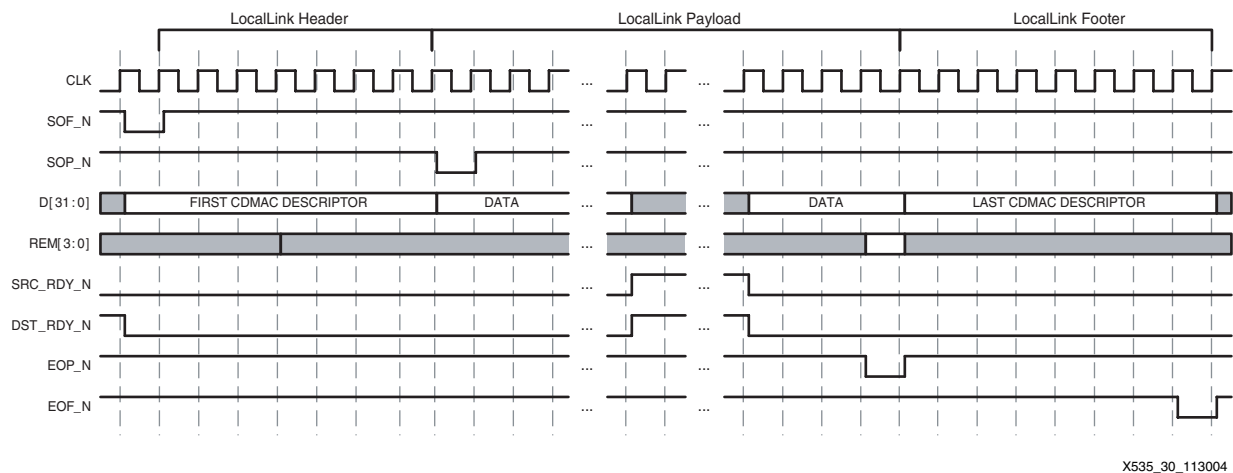 LocalLink Header
LocalLink Payload
LocalLink Footer
CLK ... ...
SOF_N ... ...
SOP_N ... ...
D[31:0] FIRST CDMAC DESCRIPTOR DATA ... ... DATA LAST CDMAC DESCRIPTOR
REM[3:0] ... ...
SRC_RDY_N ... ...
DST_RDY_N ... ...
EOP_N ... ...
EOF_N ... ...
X535_30_113004